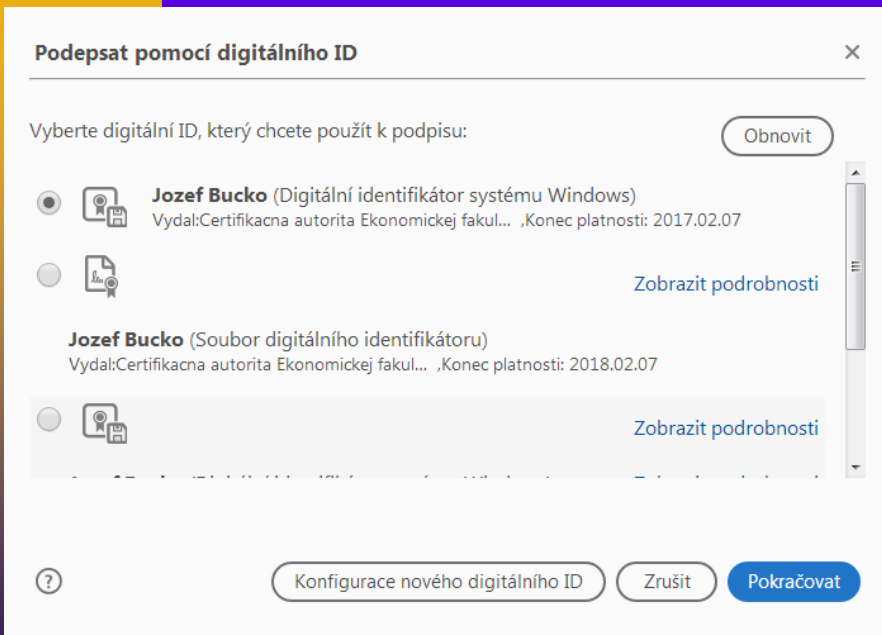 Podepsat pomocí digitálního ID
Vyberte digitální ID, který chcete použít k podpisu:
Obnovit
Jozef Bucko (Digitální identifikátor systému Windows)
Vydal:Certifikacna autorita Ekonomickej fakul... ,Konec platnosti: 2017.02.07
Zobrazit podrobnosti
Jozef Bucko (Soubor digitálního identifikátoru)
Vydal:Certifikacna autorita Ekonomickej fakul... ,Konec platnosti: 2018.02.07
Zobrazit podrobnosti
Konfigurace nového digitálního ID
Zrušit
Pokračovat